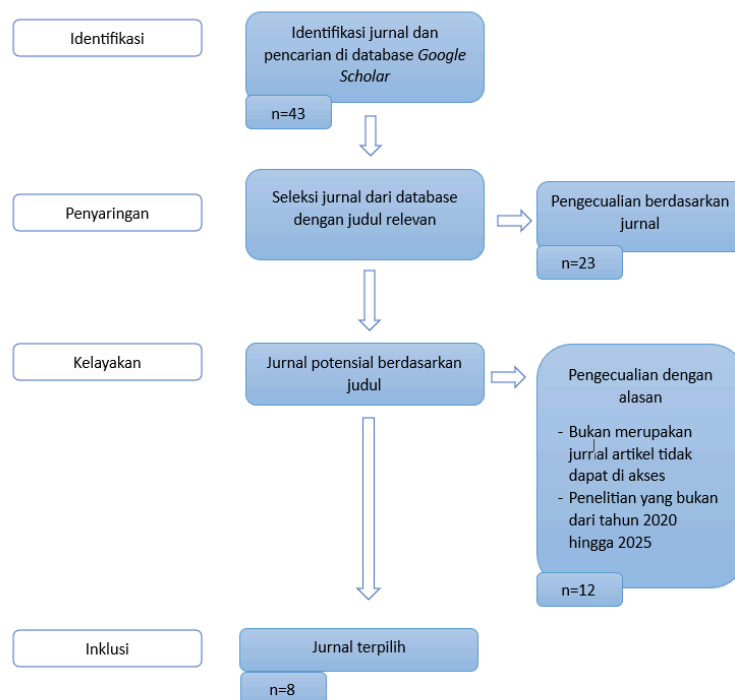 Identifikasi
Identifikasi jurnal dan
pencarian di database Google
Scholar
n=43
Penyaringan
Seleksi jurnal dari database
dengan judul relevan
Pengecualian berdasarkan
jurnal
n=23
Kelayakan
Jurnal potensial berdasarkan
judul
Pengecualian dengan
alasan
- Bukan merupakan
jurnal artikel tidak
dapat di akses
- Penelitian yang bukan
dari tahun 2020
hingga 2025
n=12
Inklusi
Jurnal terpilih
n=8